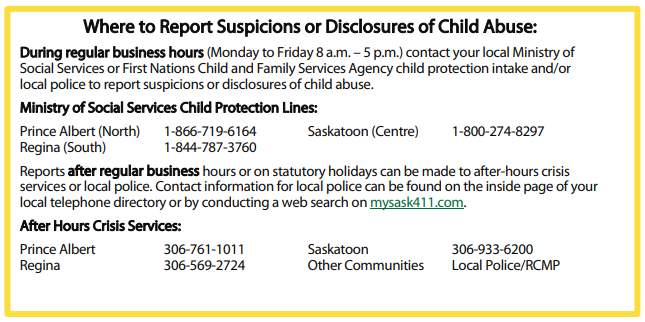 Where to Report Suspicions or Disclosures of Child Abuse:
During regular business hours (Monday to Friday 8 a.m. – 5 p.m.) contact your local Ministry of
Social Services or First Nations Child and Family Services Agency child protection intake and/or
local police to report suspicions or disclosures of child abuse.
Ministry of Social Services Child Protection Lines:
Prince Albert (North) 1-866-719-6164 Saskatoon (Centre) 1-800-274-8297
Regina (South) 1-844-787-3760
Reports after regular business hours or on statutory holidays can be made to after-hours crisis
services or local police. Contact information for local police can be found on the inside page of your
local telephone directory or by conducting a web search on mysask411.com.
After Hours Crisis Services:
Prince Albert 306-761-1011 Saskatoon 306-933-6200
Regina 306-569-2724 Other Communities Local Police/RCMP